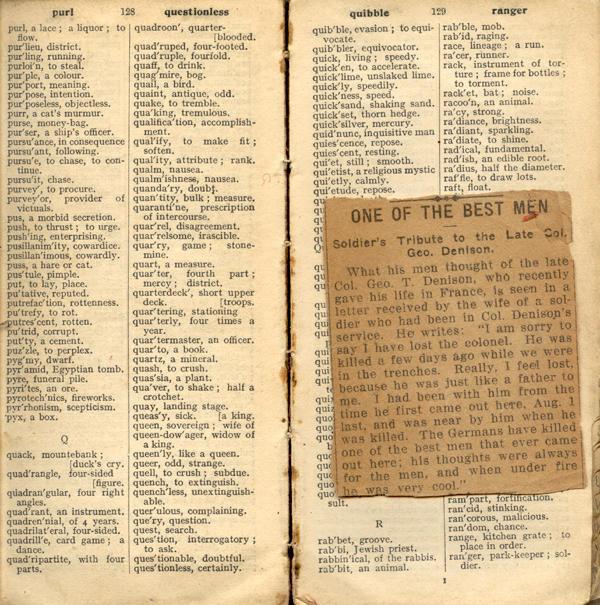 purl 128 questionless
purl, a lace; a liquor; to
flow.
pur'lieu, district.
pur'ling, running.
purloi'n, to steal.
pur'ple, a colour.
pur'port, meaning.
pur'pose, intention.
pur'poseless, objectless.
purr, a cat's murmur.
purse, money-bag.
pur'ser, a ship's officer.
pursu'ance, in consequence
pursu'ant, following.
pursu'e, to chase, to con-
tinue.
pursu'it, chase.
purvey', to procure.
purvey'or, provider of
victuals.
pus, a morbid secretion.
push, to thrust; to urge.
push'ing, enterprising.
pusillanim'ity, cowardice.
pusillan'imous, cowardly.
puss, a hare or cat.
pus'tule, pimple.
put, to lay, place.
pu'tative, reputed.
putrefac'tion, rottenness.
pu'trefy, to rot.
putres'cent, rotten.
pu'trid, corrupt.
put'ty, a cement.
puz'zle, to perplex.
pyg'my, dwarf.
pyr'amid, Egyptian tomb.
pyre, funeral pile.
pyri'tes, an ore.
pyrotech'nics, fireworks.
pyr'rhonism, scepticism.
pyx, a box.
Q
quack, mountebank;
[duck's cry.
quad'rangle, four-sided
[figure.
quadran'gular, four right
angles.
quad'rant, an instrument.
quadren'nial, of 4 years.
quadrilat'eral, four-sided.
quadrill'e, card game; a
dance.
quad'ripartite, with four
parts.
quadroon', quarter-
[blooded.
quad'ruped, four-footed.
quad'ruple, fourfold.
quaff, to drink.
quag'mire, bog.
quail, a bird.
quaint, antique, odd.
quake, to tremble.
qua'king, tremulous.
qualifica'tion, accomplish-
ment.
qual'ify, to make fit;
soften.
qual'ity, attribute; rank.
qualm, nausea.
qualm'ishness, nausea.
quanda'ry, doubt.
quan'tity, bulk; measure.
quaranti'ne, prescription
of intercourse.
quar'rel, disagreement.
quar'relsome, irascible.
quar'ry, game; stone-
mine.
quart, a measure.
quar'ter, fourth part;
mercy; district.
quarterdeck', short upper
deck. [troops.
quar'tering, stationing
quar'terly, four times a
year.
quar'termaster, an officer.
quar'to, a book.
quartz, a mineral.
quash, to crush.
quas'sia, a plant.
qua'ver, to shake; half a
crotchet.
quay, landing stage.
queas'y, sick. [a king.
queen, sovereign; wife of
queen-dow'ager, widow of
a king.
queen'ly, like a queen.
queer, odd, strange.
quell, to crush; subdue.
quench, to extinguish.
quench'less, unextinguish-
able.
quer'ulous, complaining.
que'ry, question.
quest, search.
ques'tion, interrogatory;
to ask.
ques'tionable, doubtful.
ques'tionless, certainly.
quibble 129 ranger
quib'ble, evasion; to equi-
vocate.
quib'bler, equivocator.
quick, living; speedy.
quick'en, to accelerate.
quick'lime, unslaked lime.
quick'ly, speedily.
quick'ness, speed.
quick'sand, shaking sand.
quick'set, thorn hedge.
quick'silver, mercury.
quid'nunc, inquisitive man
quies'cence, repose.
quies'cent, resting.
qui'et, still; smooth.
qui'etist, a religious mystic
qui'etly, calmly.
qui'etude, repose.
sult.
R
rab'bet, groove.
rab'bi, Jewish priest.
rabbin'ical, of the rabbis.
rab'bit, an animal.
rab'ble, mob.
rab'id, raging.
race, lineage; a run.
ra'cer, runner.
rack, instrument of tor-
ture; frame for bottles;
to torment.
rack'et, bat; noise.
racoo'n, an animal.
ra'cy, strong.
ra'diance, brightness.
ra'diant, sparkling.
ra'diate, to shine.
rad'ical, fundamental.
rad'ish, an edible root.
ra'dius, half the diameter.
raf'fle, to draw lots.
raft, float.
ONE OF THE BEST MEN
Soldier's Tribute to the Late Col.
Geo. Denison.
What his men thought of the late
Col. Geo. T. Denison, who recently
gave his life in France, is seen in a
letter received by the wife of a sol-
dier who had been in Col. Denison's
service. He writes: "I am sorry to
say I have lost the colonel. He was
killed a few days ago while we were
in the trenches. Really, I feel lost,
because he was just like a father to
me. I had been with him from the
time he first came out here, Aug. 1
last, and was near by him when he
was killed. The Germans have killed
one of the best men that ever came
out here; his thoughts were always
for the men, and when under fire
he was very cool."
ram'part, fortification.
ran'cid, stinking.
ran'corous, malicious.
ran'dom, chance.
range, kitchen grate; to
place in order.
ran'ger, park-keeper; sol-
dier.
I